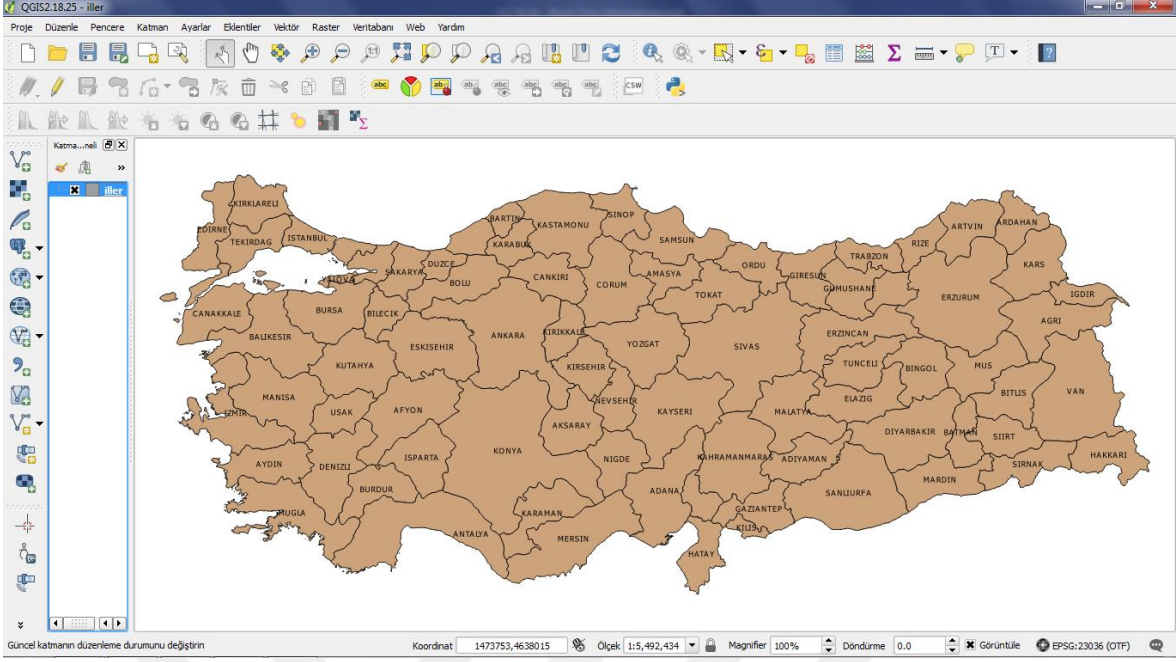 QGIS2.18.25 - iller
Proje Düzenle Pencere Katman Ayarlar Eklentiler Vektör Raster Veritabanı Web Yardım
abc abc CSW
Katma...neli
iller
KIRKLARELI
EDIRNE
TEKIRDAG
ISTANBUL
YALOVA
SAKARYA
DUZCE
BOLU
BARTIN
KARABUK
KASTAMONU
SINOP
CANKIRI
CORUM
SAMSUN
AMASYA
TOKAT
ORDU
GIRESUN
GUMUSHANE
TRABZON
RIZE
ARTVIN
ARDAHAN
KARS
IGDIR
AGRI
ERZURUM
ERZINCAN
CANAKKALE
BALIKESIR
BURSA
BILECIK
ESKISEHIR
ANKARA
KIRIKKALE
YOZGAT
SIVAS
TUNCELI
BINGOL
MUS
BITLIS
VAN
KUTAHYA
KIRSEHIR
MANISA
IZMIR
USAK
AFYON
NEVSEHIR
AKSARAY
KAYSERI
MALATYA
ELAZIG
DIYARBAKIR
BATMAN
SIIRT
SIRNAK
HAKKARI
AYDIN
DENIZLI
ISPARTA
KONYA
NIGDE
KAHRAMANMARAS
ADIYAMAN
SANLIURFA
MARDIN
BURDUR
MUGLA
ANTALYA
KARAMAN
MERSIN
ADANA
GAZIANTEP
KILIS
HATAY
Güncel katmanın düzenleme durumunu değiştirin Koordinat 1473753,4638015 Ölçek 1:5,492,434 Magnifier 100% Döndürme 0.0 Görüntüle EPSG:23036 (OTF)